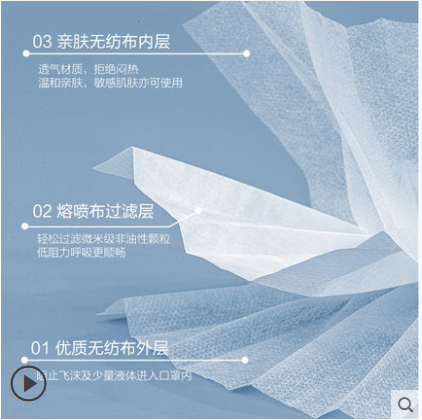 03 亲肤无纺布内层
透气材质，拒绝闷热
温和亲肤，敏感肌肤亦可使用
02 熔喷布过滤层
轻松过滤微米级非油性颗粒
低阻力呼吸更顺畅
01 优质无纺布外层
阻止飞沫及少量液体进入口罩内